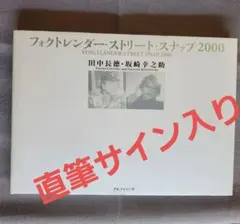 フォクトレンダー・ストリート・スナップ2000
VOIGTLÄNDER STREET SNAP 2000
田中長徳・坂崎幸之助
直筆サイン入り